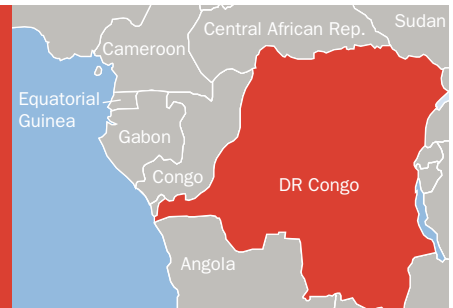 Sudan
Central African Rep.
Cameroon
Equatorial
Guinea
Gabon
Congo
DR Congo
Angola